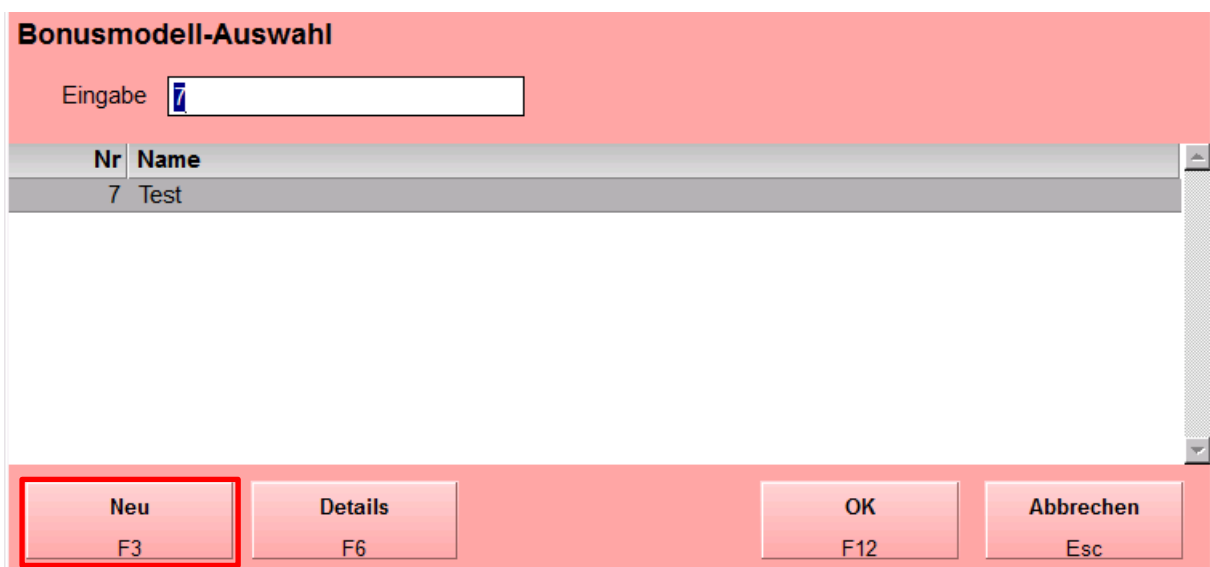 Bonusmodell-Auswahl
Eingabe 7
Nr Name
7 Test
Neu Details OK Abbrechen
F3 F6 F12 Esc